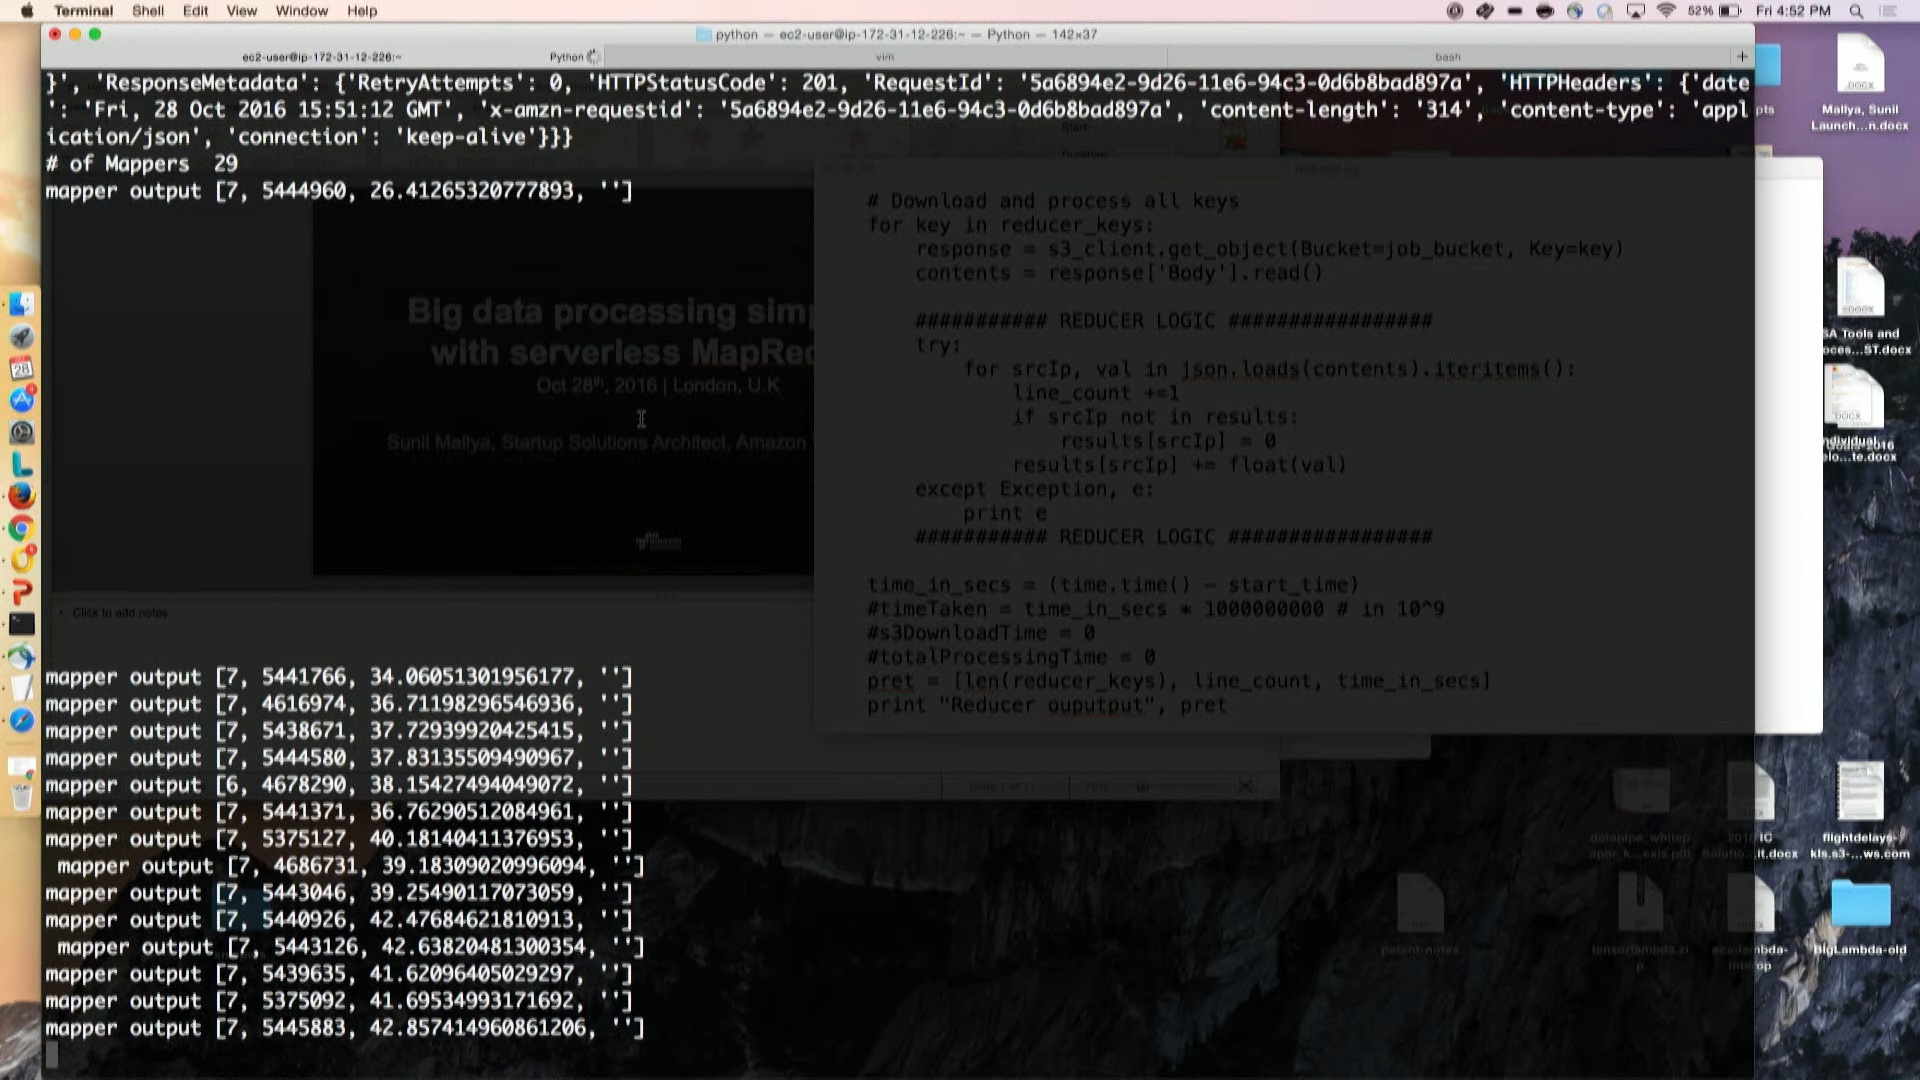 Terminal Shell Edit View Window Help
52% Fri 4:52 PM
python — ec2-user@ip-172-31-12-226:~ — Python — 142×37
ec2-user@ip-172-31-12-226:~ Python vim bash +
}', 'ResponseMetadata': {'RetryAttempts': 0, 'HTTPStatusCode': 201, 'RequestId': '5a6894e2-9d26-11e6-94c3-0d6b8bad897a', 'HTTPHeaders': {'date
': 'Fri, 28 Oct 2016 15:51:12 GMT', 'x-amzn-requestid': '5a6894e2-9d26-11e6-94c3-0d6b8bad897a', 'content-length': '314', 'content-type': 'appl
ication/json', 'connection': 'keep-alive'}}}
# of Mappers  29
mapper output [7, 5444960, 26.41265320777893, '']
mapper output [7, 5441766, 34.06051301956177, '']
mapper output [7, 4616974, 36.71198296546936, '']
mapper output [7, 5438671, 37.72939920425415, '']
mapper output [7, 5444580, 37.83135509490967, '']
mapper output [6, 4678290, 38.15427494049072, '']
mapper output [7, 5441371, 36.76290512084961, '']
mapper output [7, 5375127, 40.18140411376953, '']
mapper output [7, 4686731, 39.18309020996094, '']
mapper output [7, 5443046, 39.25490117073059, '']
mapper output [7, 5440926, 42.47684621810913, '']
mapper output [7, 5443126, 42.63820481300354, '']
mapper output [7, 5439635, 41.62096405029297, '']
mapper output [7, 5375092, 41.69534993171692, '']
mapper output [7, 5445883, 42.857414960861206, '']
Big data processing simp
with serverless MapRed
Oct 28th, 2016 | London, U.K
Sunil Mallya, Startup Solutions Architect, Amazon
Click to add notes
# Download and process all keys
for key in reducer_keys:
response = s3_client.get_object(Bucket=job_bucket, Key=key)
contents = response['Body'].read()
########### REDUCER LOGIC #################
try:
for srcIp, val in json.loads(contents).iteritems():
line_count +=1
if srcIp not in results:
results[srcIp] = 0
results[srcIp] += float(val)
except Exception, e:
print e
########### REDUCER LOGIC #################
time_in_secs = (time.time() - start_time)
#timeTaken = time_in_secs * 1000000000 # in 10^9
#s3DownloadTime = 0
#totalProcessingTime = 0
pret = [len(reducer_keys), line_count, time_in_secs]
print "Reducer ouputput", pret
Mallya, Sunil
Launch...n.docx
SA Tools and
oces...ST.docx
flightdelays-
kls.s3-...ws.com
patent-notes
BigLambda-old